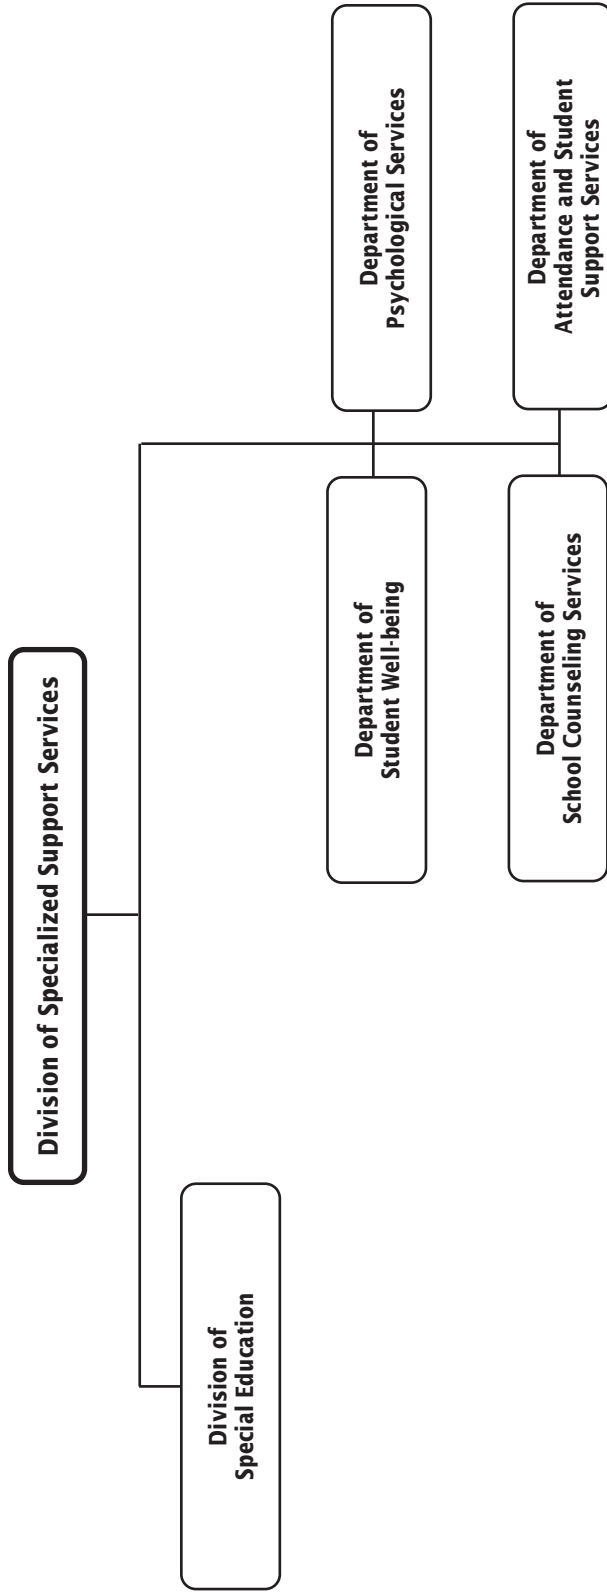 Division of Specialized Support Services
Division of
Special Education
Department of
Student Well-being
Department of
Psychological Services
Department of
School Counseling Services
Department of
Attendance and Student
Support Services